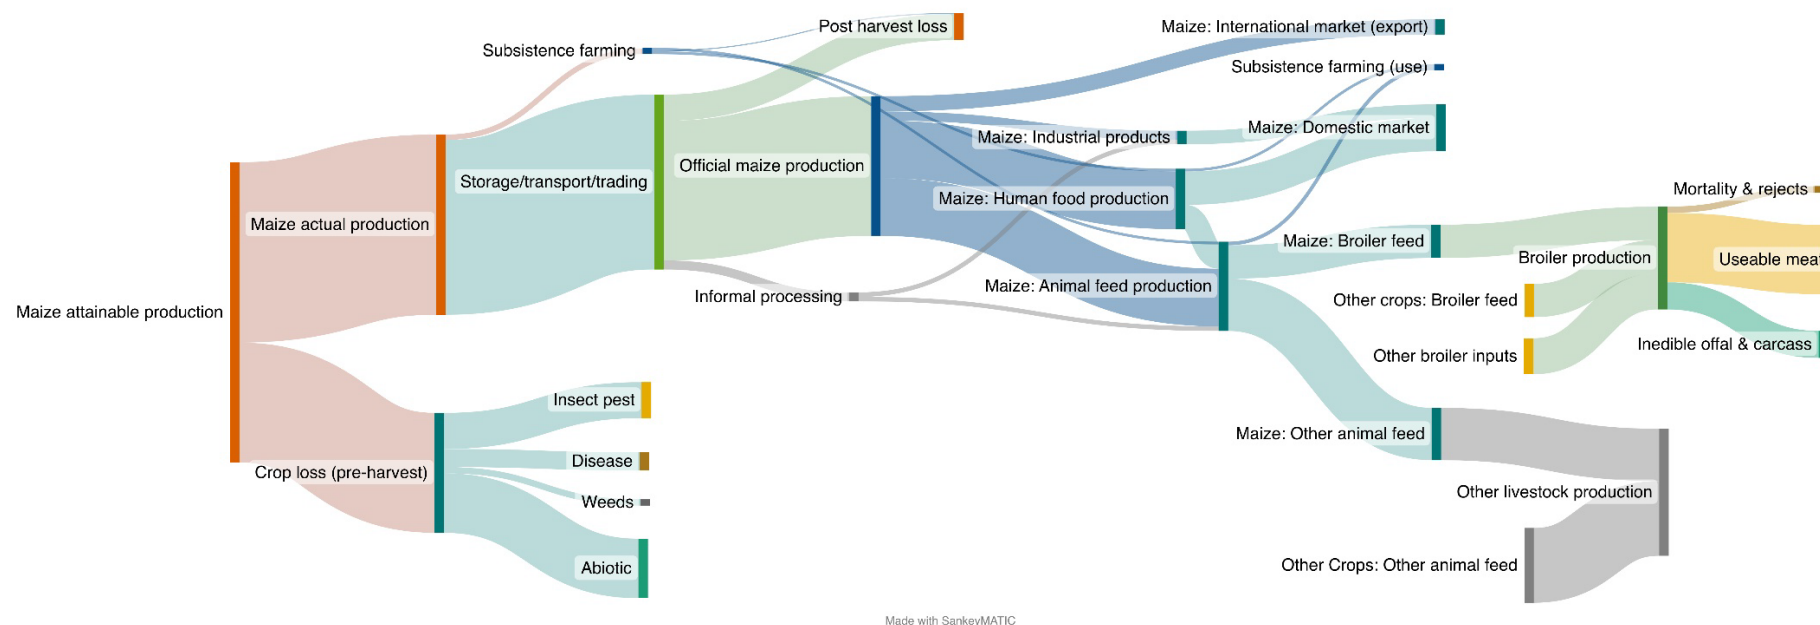 Post harvest loss
Maize: International market (export)
Subsistence farming
Subsistence farming (use)
Maize: Industrial products
Maize: Domestic market
Official maize production
Storage/transport/trading
Mortality & rejects
Maize: Human food production
Maize actual production
Maize: Broiler feed
Broiler production
Useable mea
Maize: Animal feed production
Informal processing
Other crops: Broiler feed
Maize attainable production
Inedible offal & carcass
Other broiler inputs
Insect pest
Maize: Other animal feed
Disease
Crop loss (pre-harvest)
Other livestock production
Weeds
Other Crops: Other animal feed
Abiotic
Made with SankeyMATIC